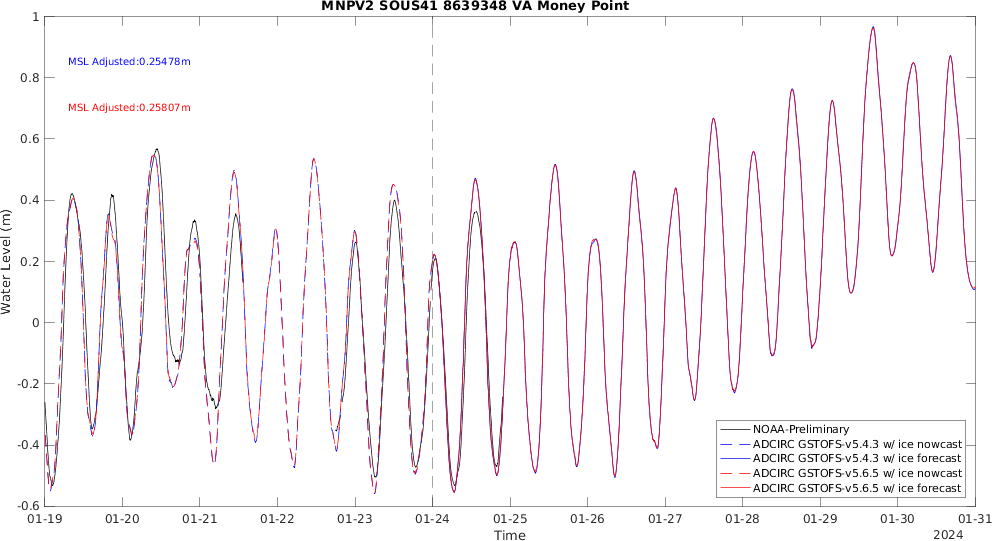 MNPV2 SOUS41 8639348 VA Money Point
MSL Adjusted:0.25478m
MSL Adjusted:0.25807m
Water Level (m)
1
0.8
0.6
0.4
0.2
0
-0.2
-0.4
-0.6
NOAA-Preliminary
ADCIRC GSTOFS-v5.4.3 w/ ice nowcast
ADCIRC GSTOFS-v5.4.3 w/ ice forecast
ADCIRC GSTOFS-v5.6.5 w/ ice nowcast
ADCIRC GSTOFS-v5.6.5 w/ ice forecast
01-19 01-20 01-21 01-22 01-23 01-24 01-25 01-26 01-27 01-28 01-29 01-30 01-31
Time
2024